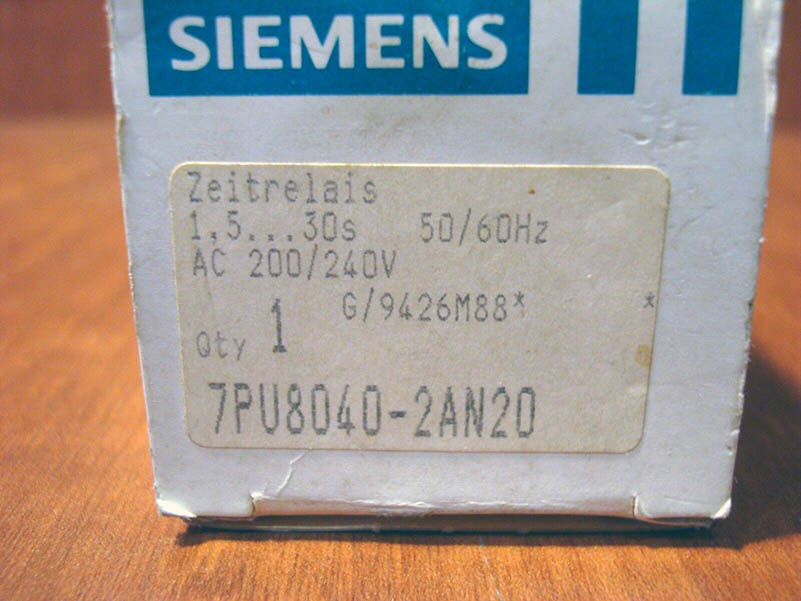 SIEMENS
Zeitrelais
1,5...30s 50/60Hz
AC 200/240V
G/9426M88* *
Qty 1
7PU8040-2AN20